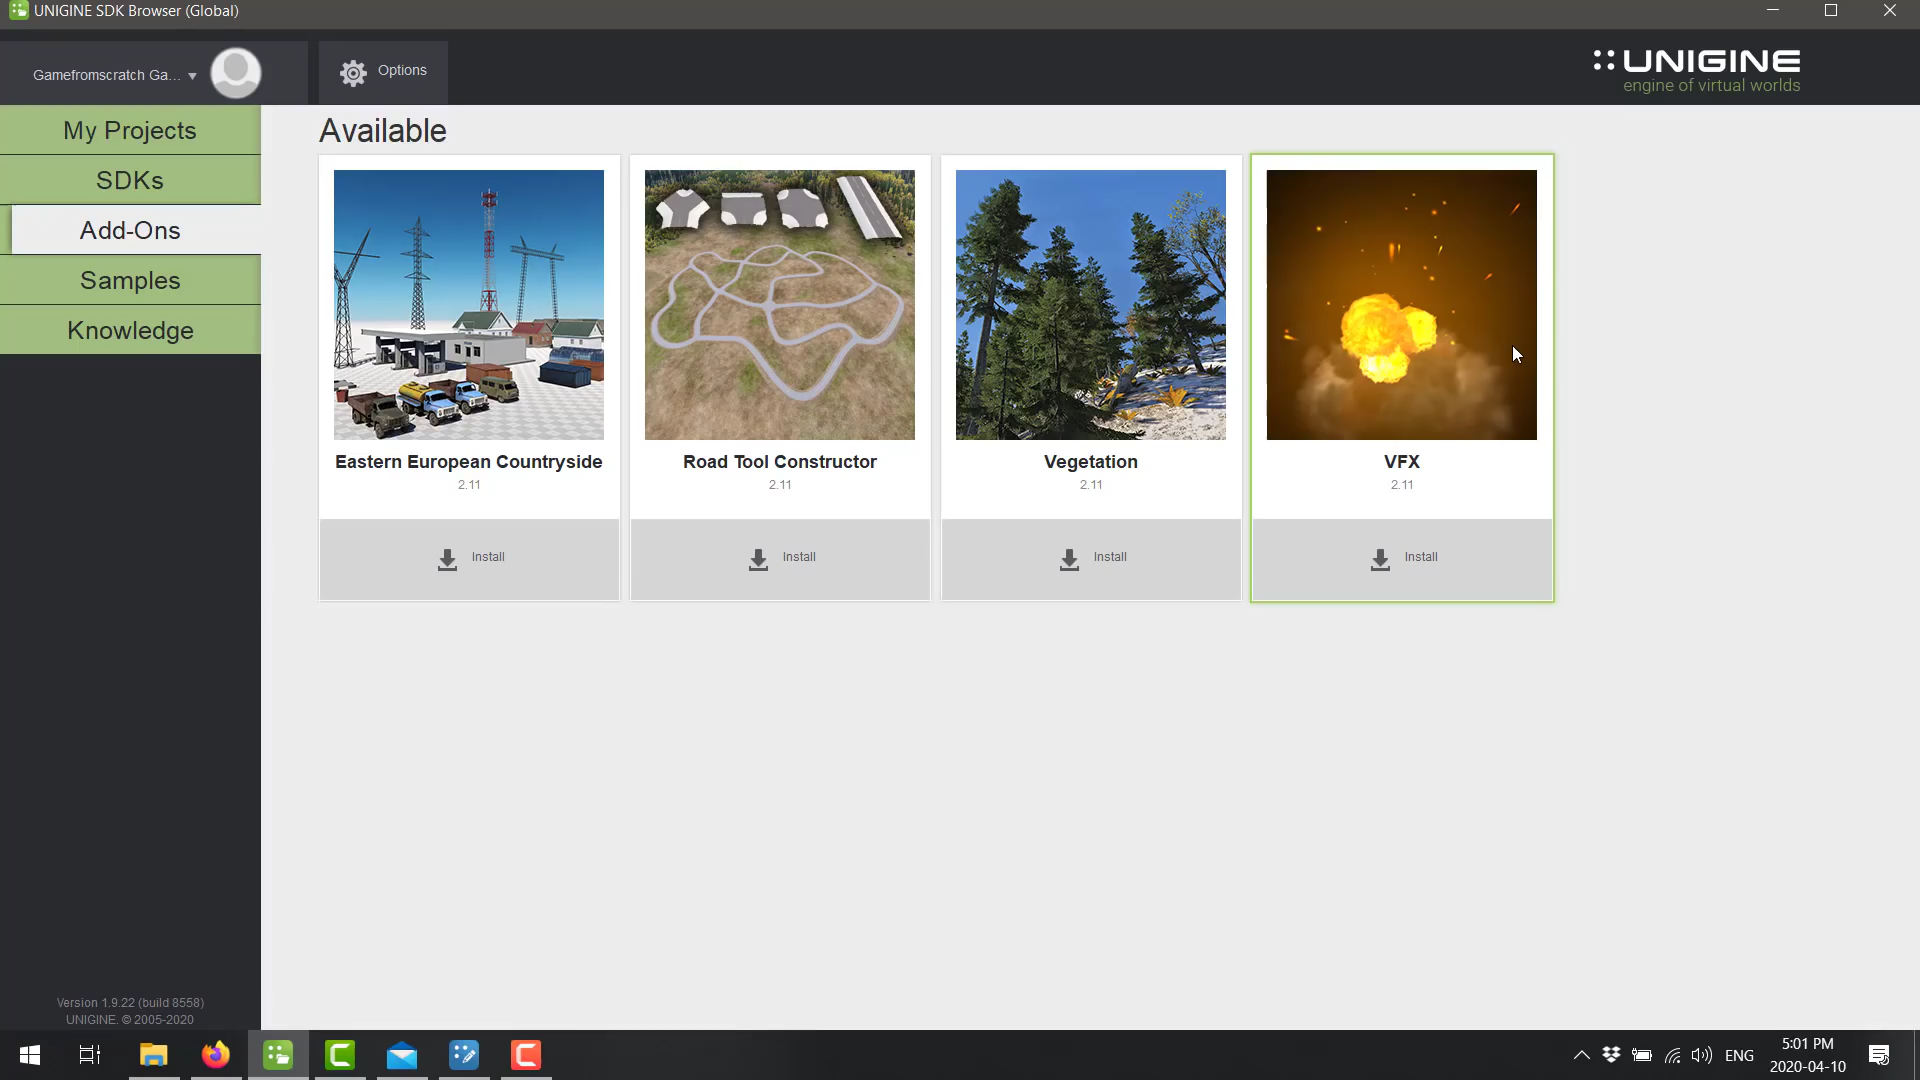 UNIGINE SDK Browser (Global)
Gamefromscratch Ga...
Options
UNIGINE
engine of virtual worlds
My Projects
SDKs
Add-Ons
Samples
Knowledge
Available
Eastern European Countryside
2.11
Install
Road Tool Constructor
2.11
Install
Vegetation
2.11
Install
VFX
2.11
Install
Version 1.9.22 (build 8558)
UNIGINE. © 2005-2020
ENG
5:01 PM
2020-04-10